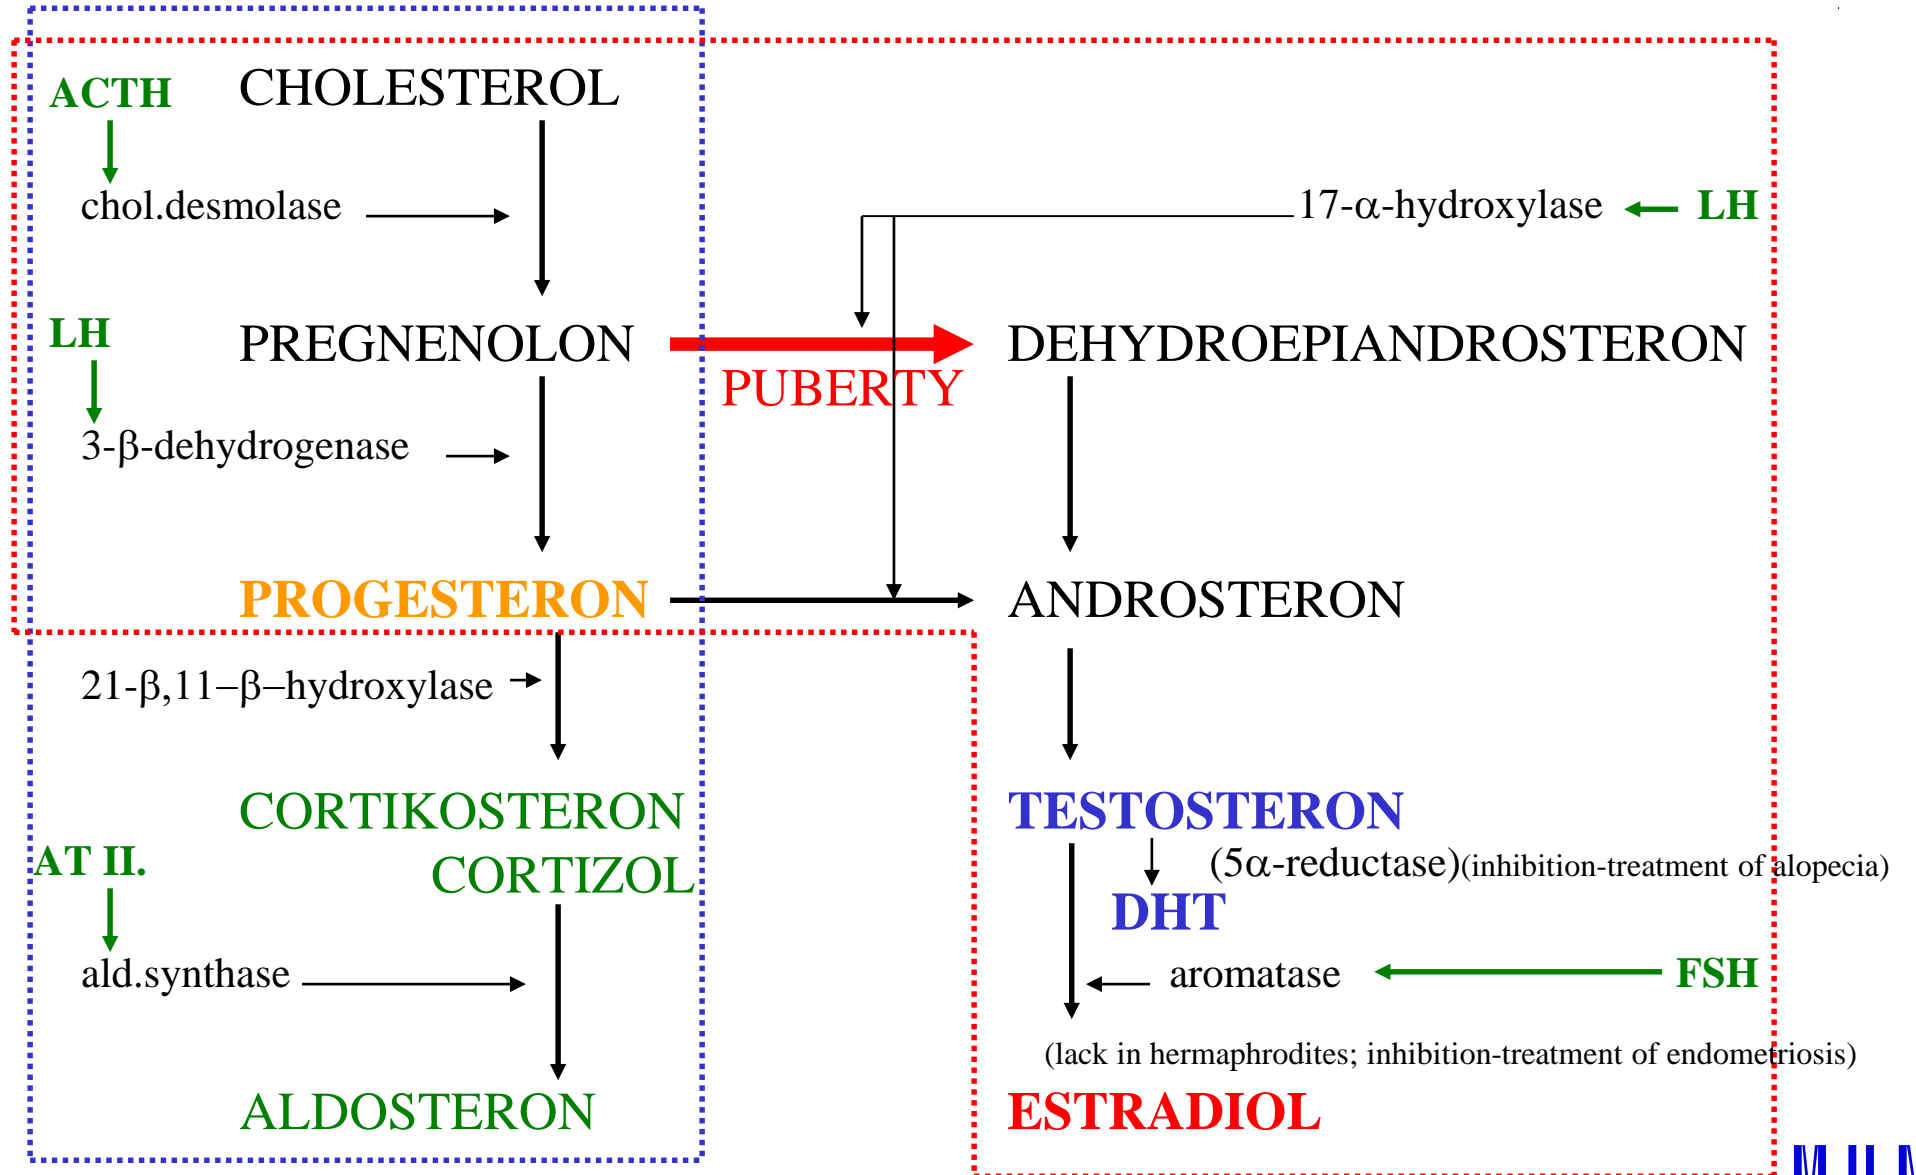 ACTH CHOLESTEROL
chol.desmolase 17-α-hydroxylase LH
LH PREGNENOLON DEHYDROEPIANDROSTERON
PUBERTY
3-β-dehydrogenase
PROGESTERON ANDROSTERON
21-β,11–β–hydroxylase
CORTIKOSTERON TESTOSTERON
AT II. CORTIZOL (5α-reductase)(inhibition-treatment of alopecia)
DHT
ald.synthase aromatase FSH
(lack in hermaphrodites; inhibition-treatment of endometriosis)
ALDOSTERON ESTRADIOL